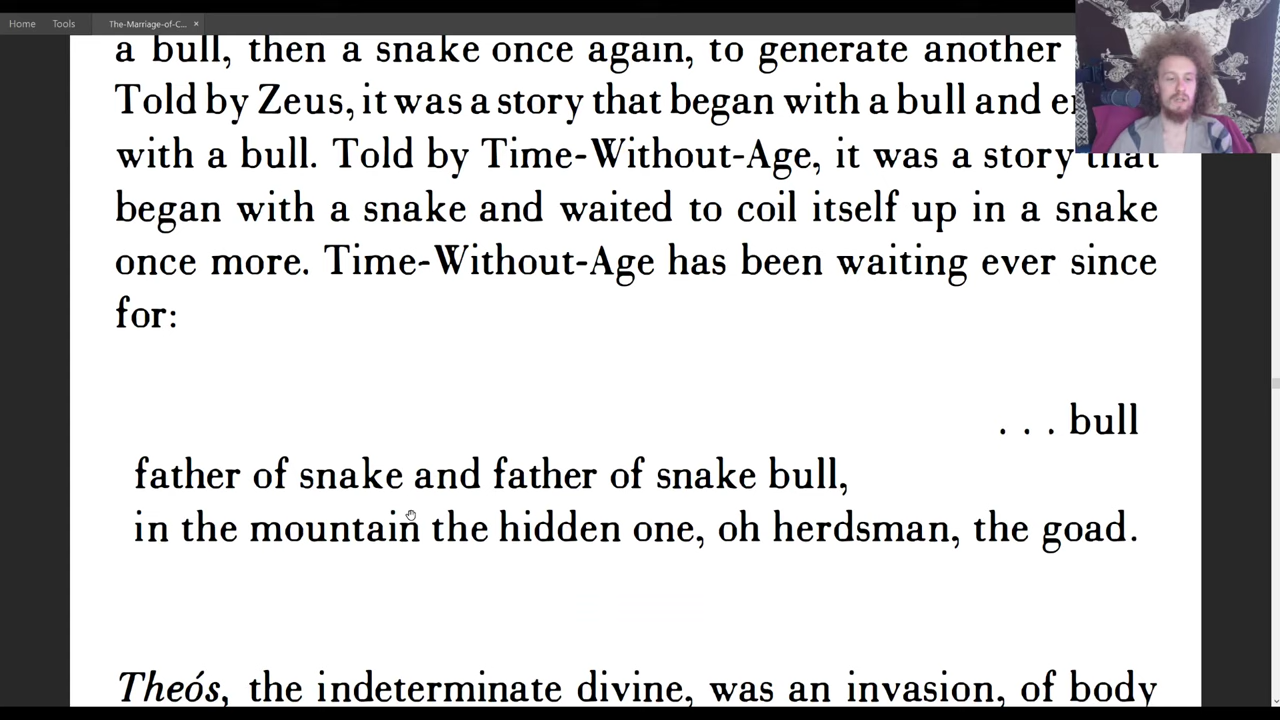 Home Tools The-Marriage-of-C... ×
a bull, then a snake once again, to generate another
Told by Zeus, it was a story that began with a bull and
with a bull. Told by Time-Without-Age, it was a story that
began with a snake and waited to coil itself up in a snake
once more. Time-Without-Age has been waiting ever since
for:
. . . bull
father of snake and father of snake bull,
in the mountain the hidden one, oh herdsman, the goad.
Theós, the indeterminate divine, was an invasion, of body